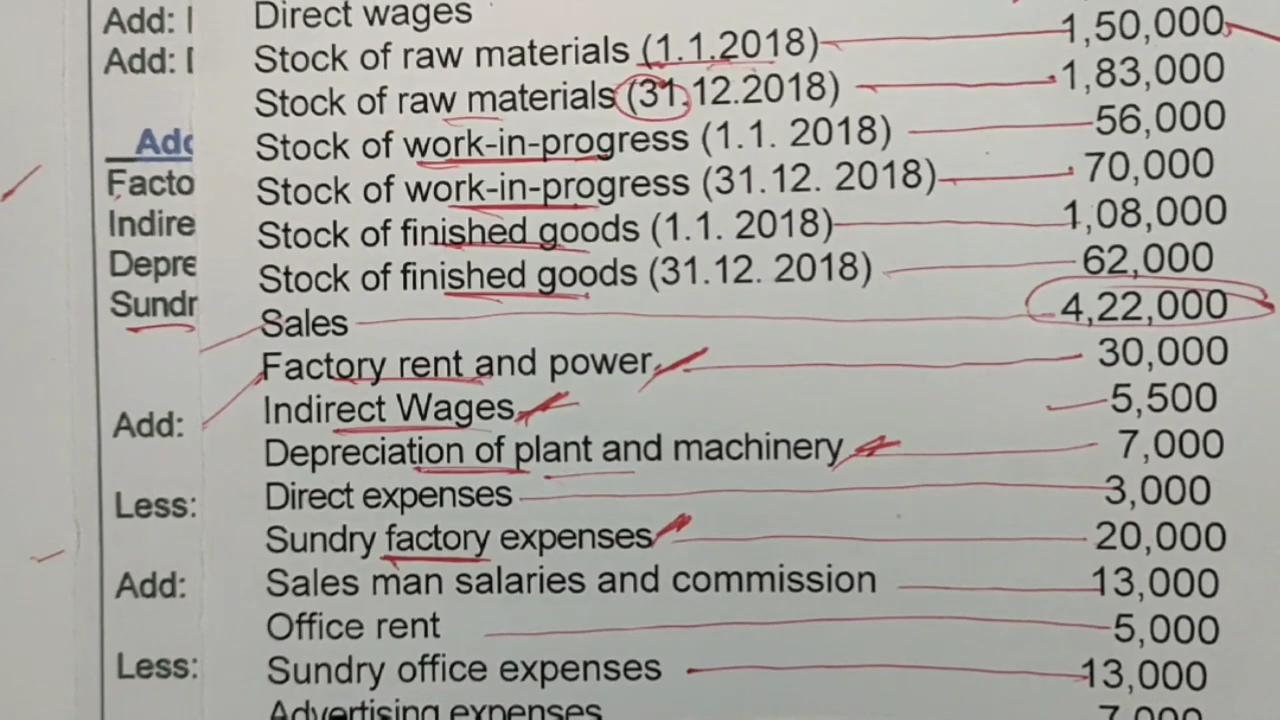 Add:
Direct wages
Add:
Stock of raw materials (1.1.2018) 1,50,000
Stock of raw materials (31.12.2018) 1,83,000
Stock of work-in-progress (1.1. 2018) 56,000
Stock of work-in-progress (31.12. 2018) 70,000
Facto
Stock of finished goods (1.1. 2018) 1,08,000
Indire
Stock of finished goods (31.12. 2018) 62,000
Depre
Sales 4,22,000
Sundr
Factory rent and power 30,000
Indirect Wages 5,500
Add:
Depreciation of plant and machinery 7,000
Direct expenses 3,000
Less:
Sundry factory expenses 20,000
Sales man salaries and commission 13,000
Add:
Office rent 5,000
Sundry office expenses 13,000
Less:
Advertising expenses 7,000